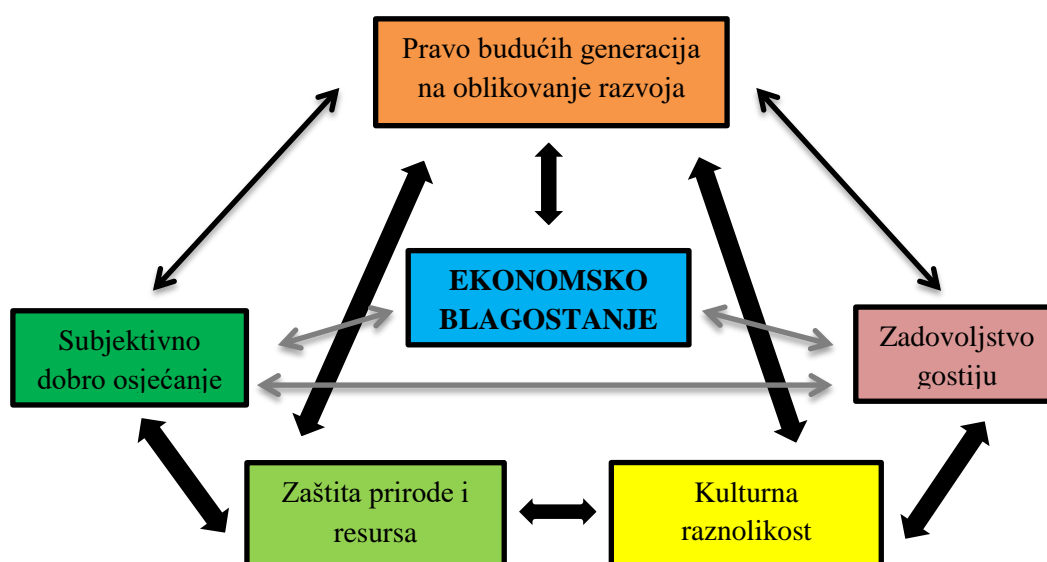 Pravo budućih generacija
na oblikovanje razvoja
EKONOMSKO
BLAGOSTANJE
Subjektivno
dobro osjećanje
Zadovoljstvo
gostiju
Zaštita prirode i
resursa
Kulturna
raznolikost